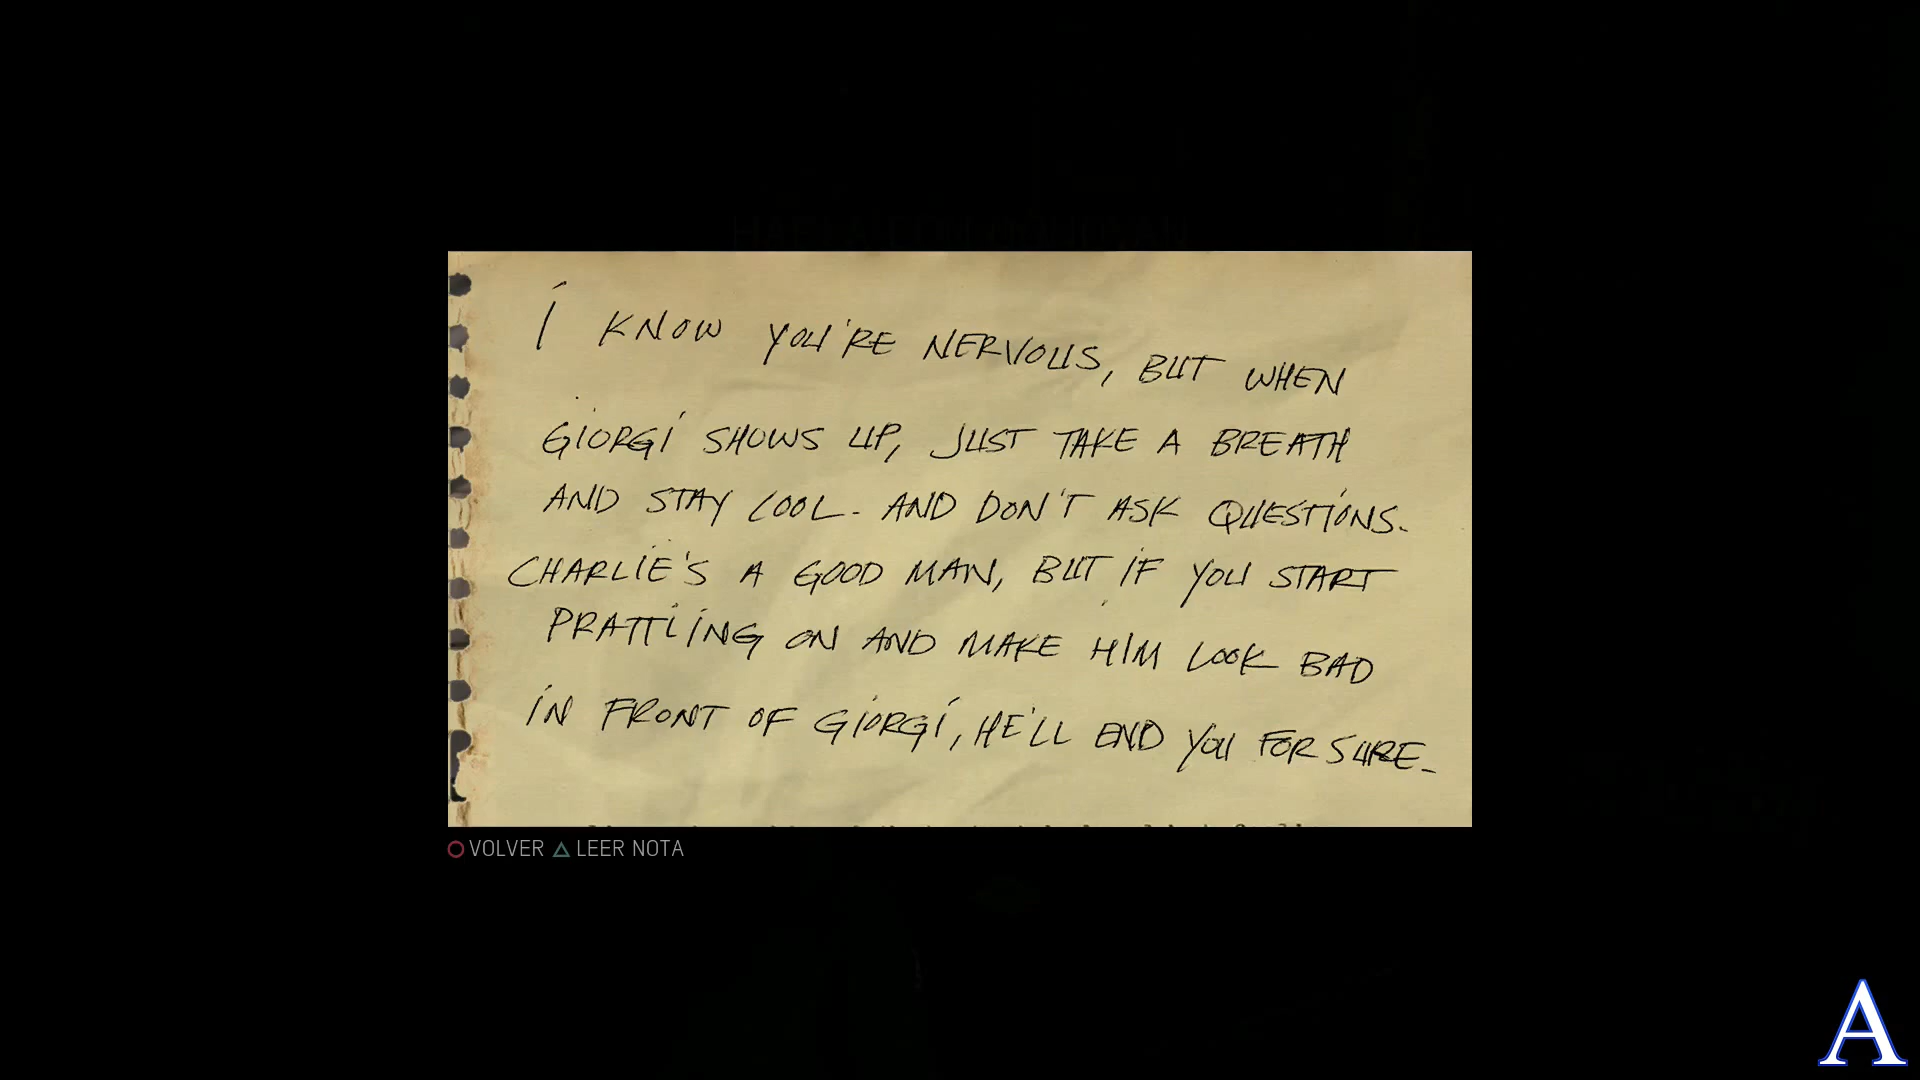 I KNOW YOU'RE NERVOUS, BUT WHEN
GIORGI SHOWS UP, JUST TAKE A BREATH
AND STAY COOL. AND DON'T ASK QUESTIONS.
CHARLIE'S A GOOD MAN, BUT IF YOU START
PRATTLING ON AND MAKE HIM LOOK BAD
IN FRONT OF GIORGI, HE'LL END YOU FOR SURE.
VOLVER LEER NOTA
A